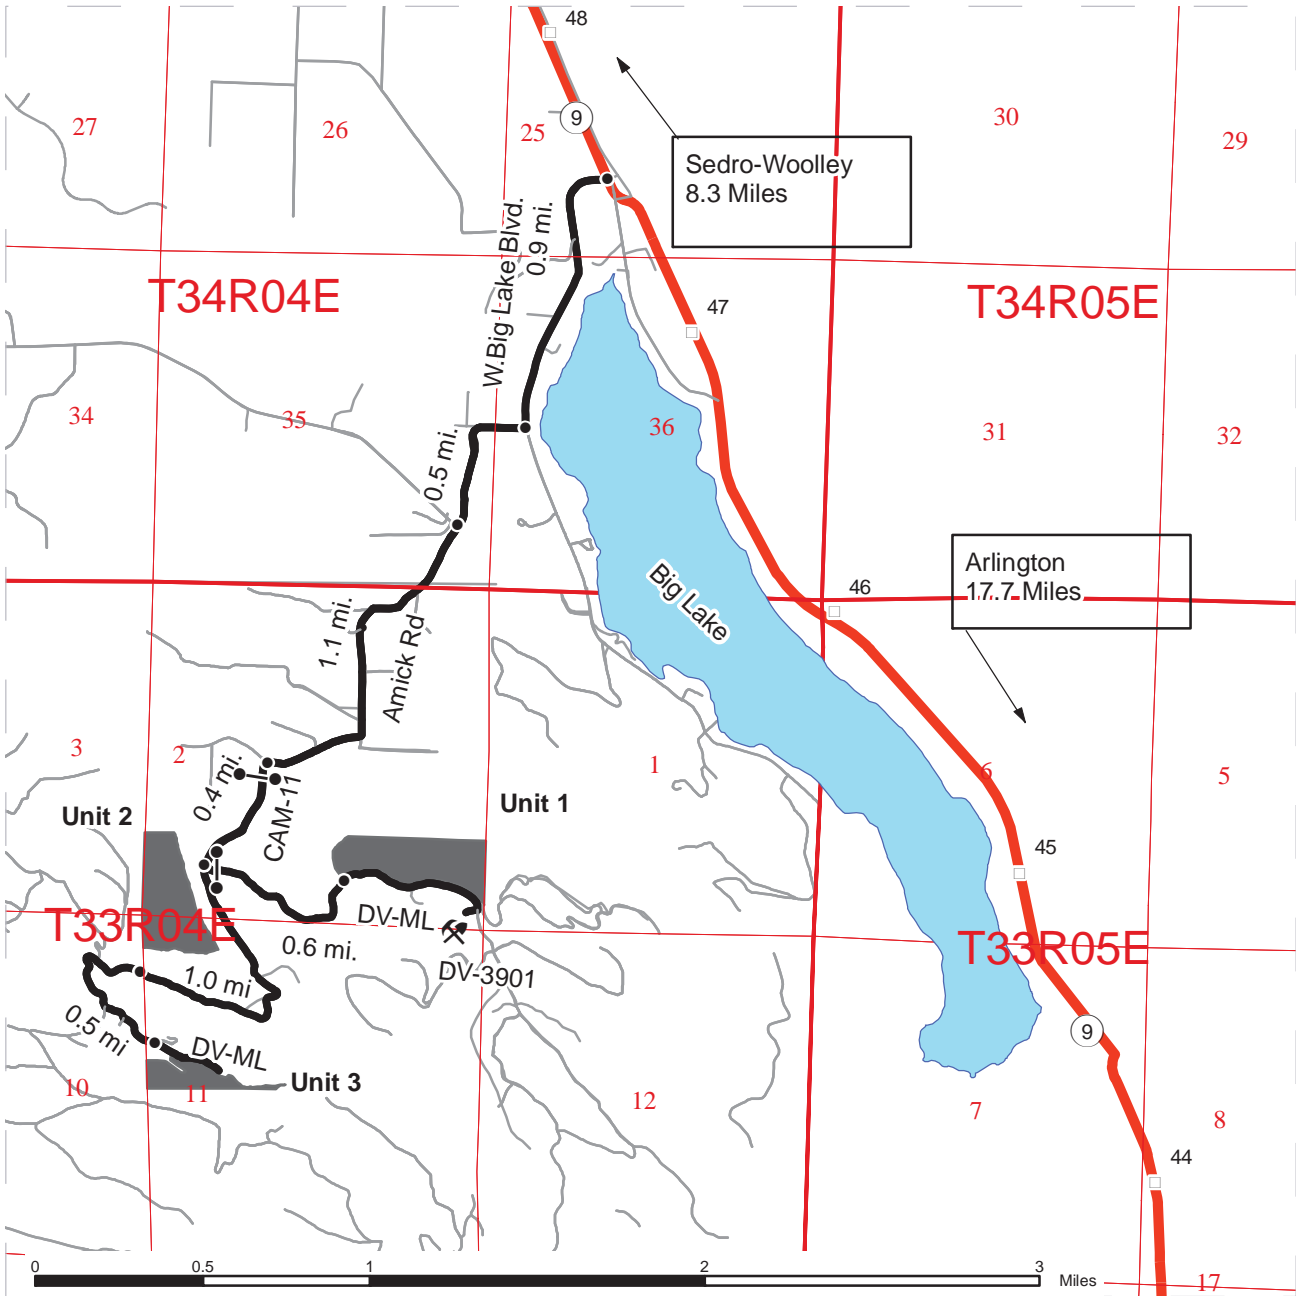 48
27
26
25
9
30
29
Sedro-Woolley
8.3 Miles
W.Big Lake Blvd.
0.9 mi.
T34R04E
T34R05E
47
34
35
36
31
32
0.5 mi.
Arlington
17.7 Miles
Big Lake
46
1.1 mi.
Amick Rd
3
2
1
6
5
0.4 mi.
CAM-11
Unit 1
Unit 2
45
T33R04E
DV-ML
0.6 mi.
T33R05E
DV-3901
1.0 mi
0.5 mi
DV-ML
9
Unit 3
10
11
12
7
8
44
0
0.5
1
2
3
Miles
17